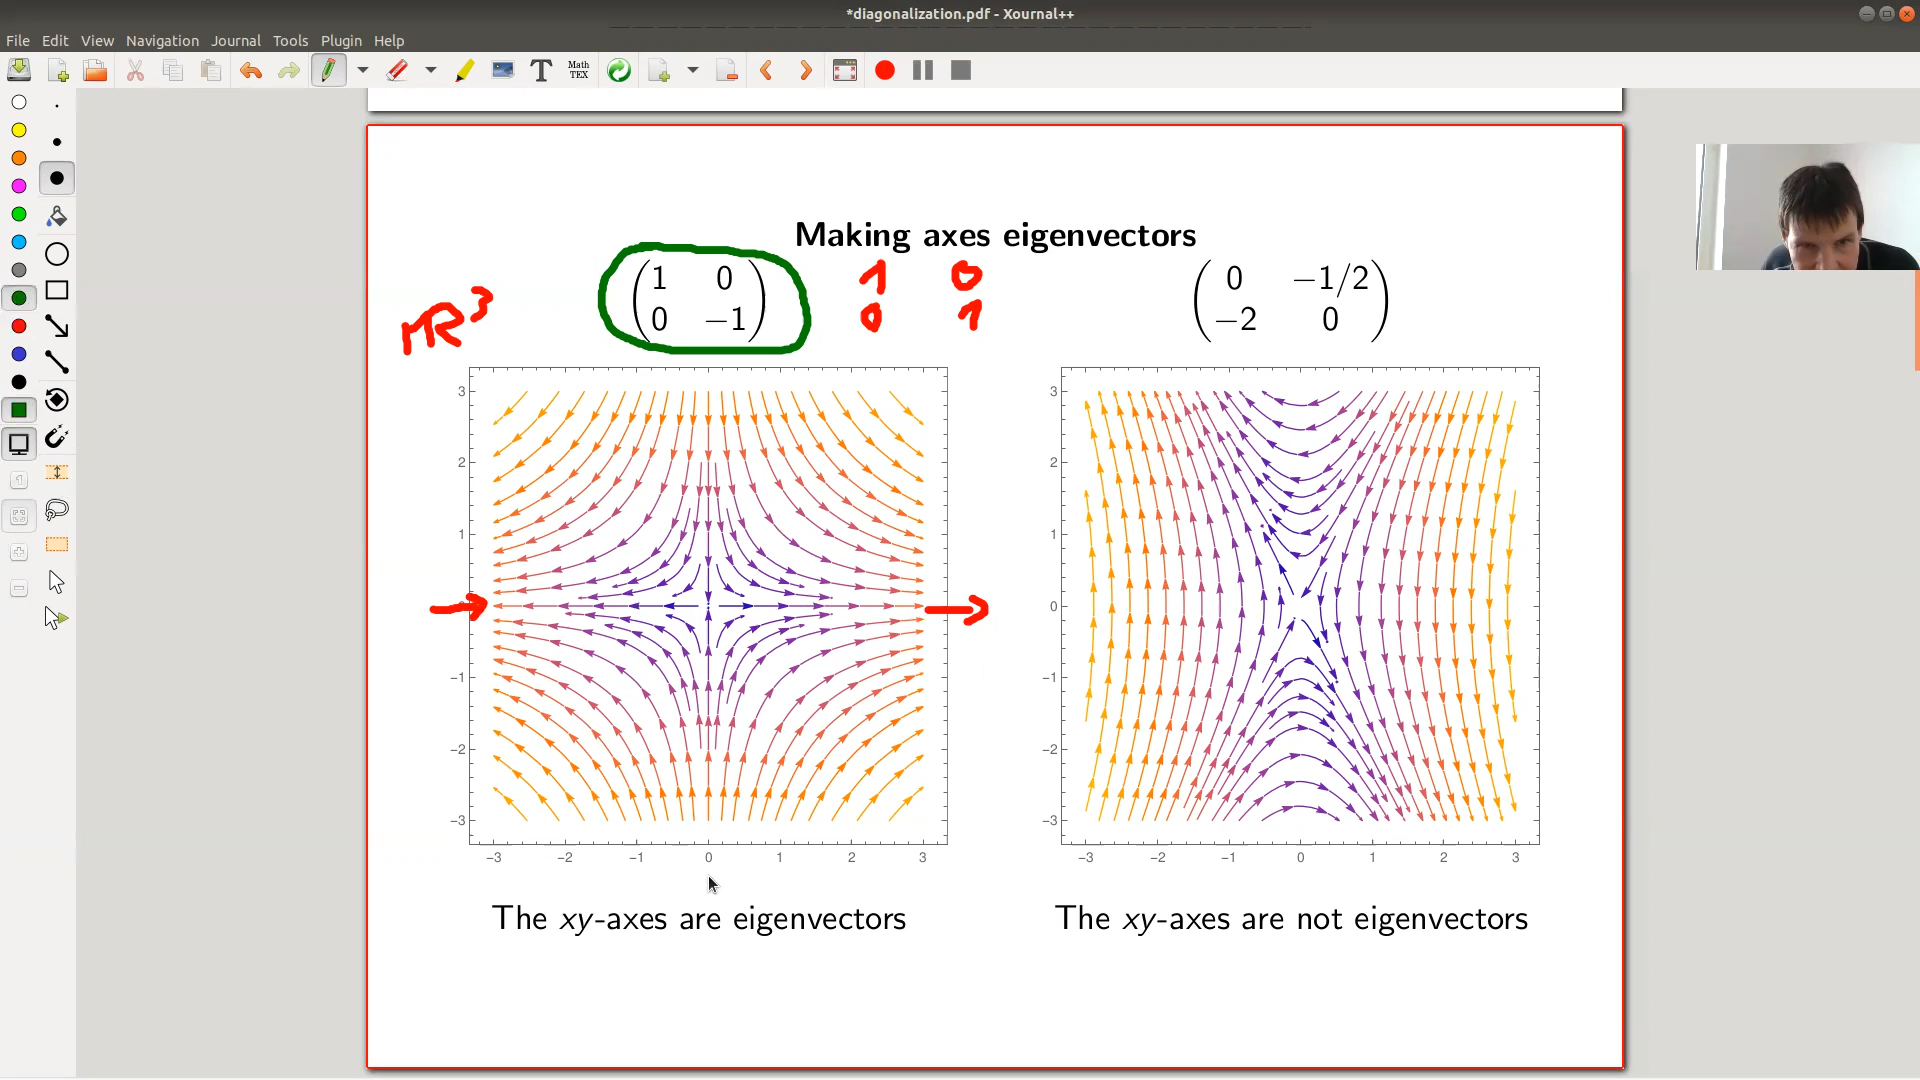 *diagonalization.pdf - Xournal++
File Edit View Navigation Journal Tools Plugin Help
T Math TEX
Making axes eigenvectors
1 0
0 −1
1 0
0 1
0 −1/2
−2 0
ℝ³
3
2
1
0
−1
−2
−3
−3 −2 −1 0 1 2 3
3
2
1
0
−1
−2
−3
−3 −2 −1 0 1 2 3
The xy-axes are eigenvectors
The xy-axes are not eigenvectors